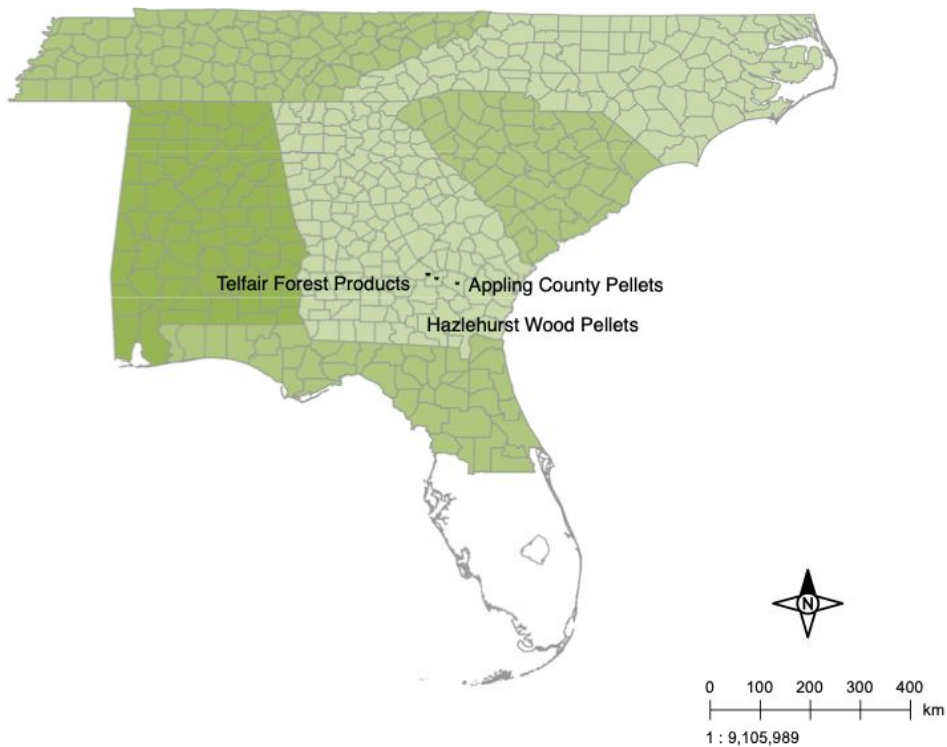 Telfair Forest Products
Appling County Pellets
Hazlehurst Wood Pellets
N
0 100 200 300 400
km
1 : 9,105,989